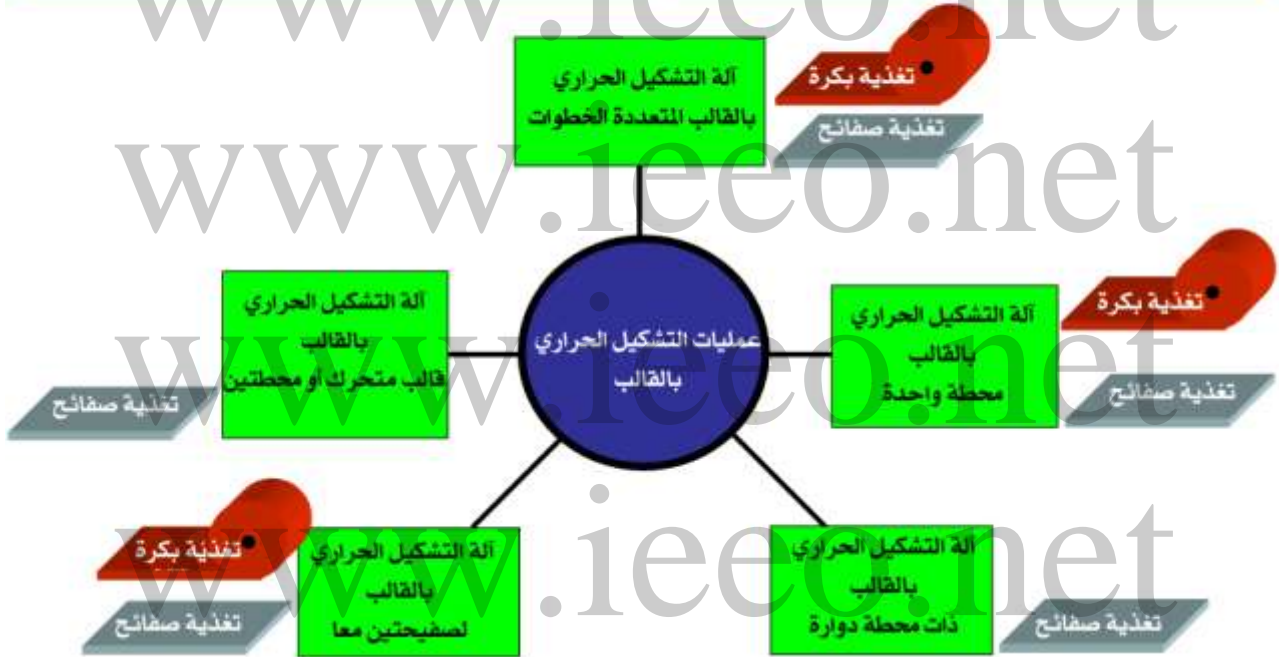 www.ieeo.net
آلة التشكيل الحراري
بالقالب المتعددة الخطوات
تغذية بكرة
تغذية صفائح
www.ieeo.net
عمليات التشكيل الحراري
بالقالب
آلة التشكيل الحراري
بالقالب
محطة واحدة
تغذية بكرة
تغذية صفائح
آلة التشكيل الحراري
بالقالب
قالب متحرك أو محطتين
تغذية صفائح
www.ieeo.net
آلة التشكيل الحراري
بالقالب
ذات محطة دوارة
تغذية صفائح
آلة التشكيل الحراري
بالقالب
لصفيحتين معا
تغذية بكرة
تغذية صفائح
www.ieeo.net